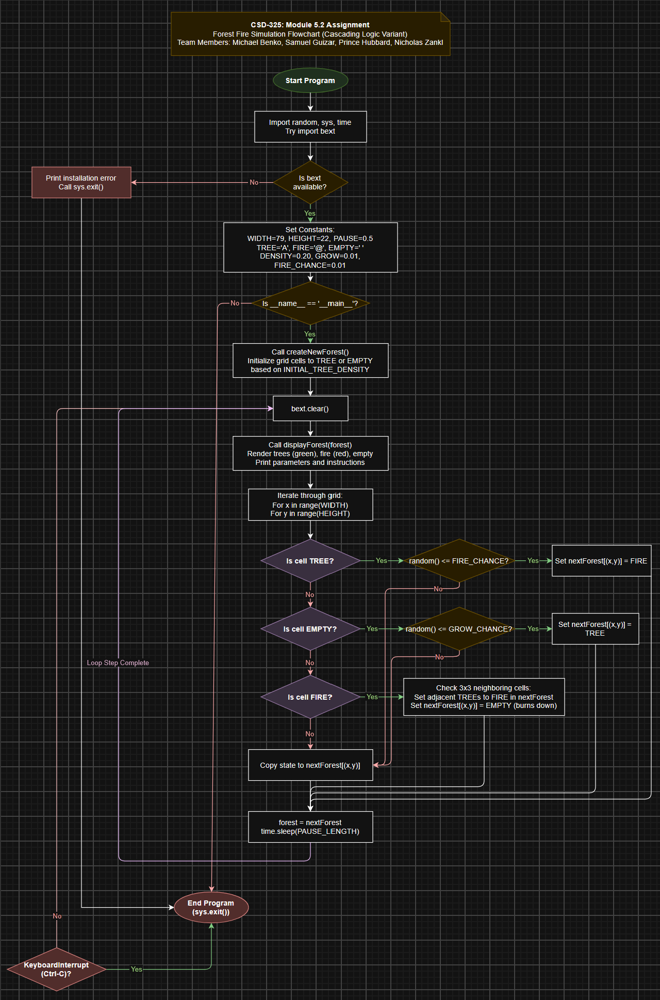 CSD-325: Module 5.2 Assignment
Forest Fire Simulation Flowchart (Cascading Logic Variant)
Team Members: Michael Benko, Samuel Guizar, Prince Hubbard, Nicholas Zankl
Start Program
Import random, sys, time
Try import bext
Is bext
available?
No
Print installation error
Call sys.exit()
Yes
Set Constants:
WIDTH=79, HEIGHT=22, PAUSE=0.5
TREE='A', FIRE='@', EMPTY=' '
DENSITY=0.20, GROW=0.01,
FIRE_CHANCE=0.01
Is __name__ == '__main__'?
No
Yes
Call createNewForest()
Initialize grid cells to TREE or EMPTY
based on INITIAL_TREE_DENSITY
bext.clear()
Call displayForest(forest)
Render trees (green), fire (red), empty
Print parameters and instructions
Iterate through grid:
For x in range(WIDTH)
For y in range(HEIGHT)
Is cell TREE?
Yes
random() <= FIRE_CHANCE?
Yes
Set nextForest[(x,y)] = FIRE
No
No
Is cell EMPTY?
Yes
random() <= GROW_CHANCE?
Yes
Set nextForest[(x,y)] =
TREE
No
No
Loop Step Complete
Is cell FIRE?
Yes
Check 3x3 neighboring cells:
Set adjacent TREEs to FIRE in nextForest
Set nextForest[(x,y)] = EMPTY (burns down)
No
Copy state to nextForest[(x,y)]
forest = nextForest
time.sleep(PAUSE_LENGTH)
End Program
(sys.exit())
No
KeyboardInterrupt
(Ctrl-C)?
Yes